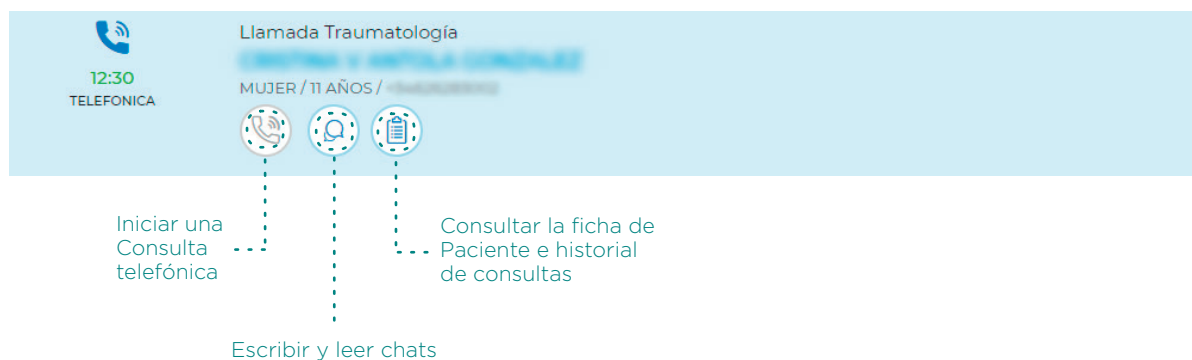 Llamada Traumatología
12:30
TELEFONICA
MUJER / 11 AÑOS /
Iniciar una
Consulta
telefónica
Consultar la ficha de
Paciente e historial
de consultas
Escribir y leer chats